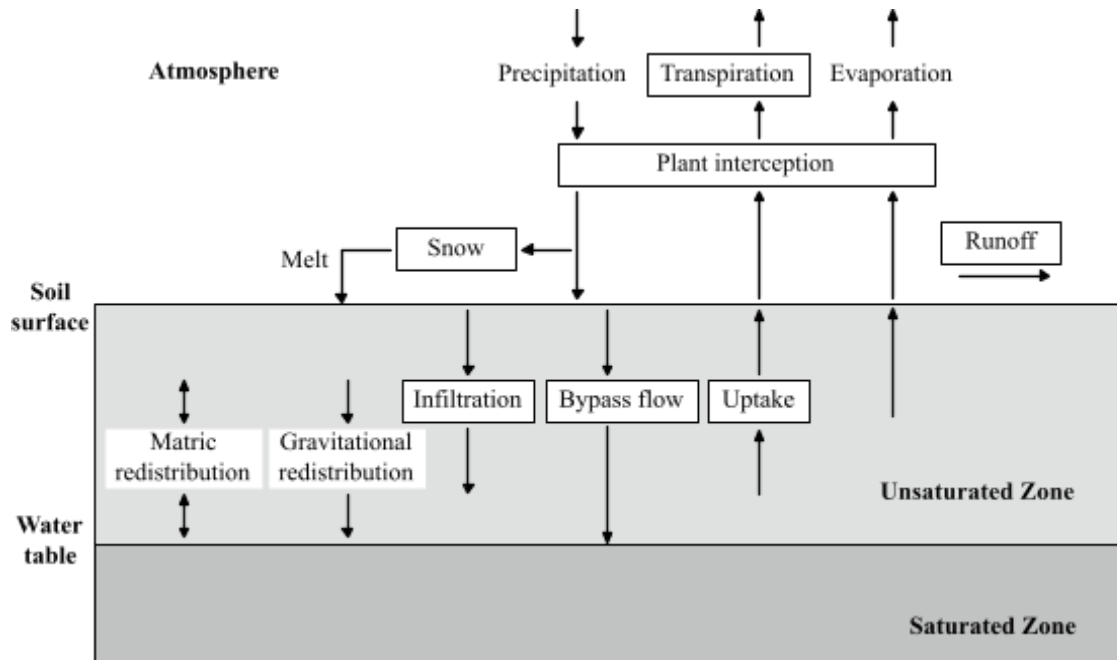 Atmosphere
Precipitation
Transpiration
Evaporation
Plant interception
Snow
Melt
Runoff
Soil
surface
Infiltration
Bypass flow
Uptake
Matric
redistribution
Gravitational
redistribution
Unsaturated Zone
Water
table
Saturated Zone